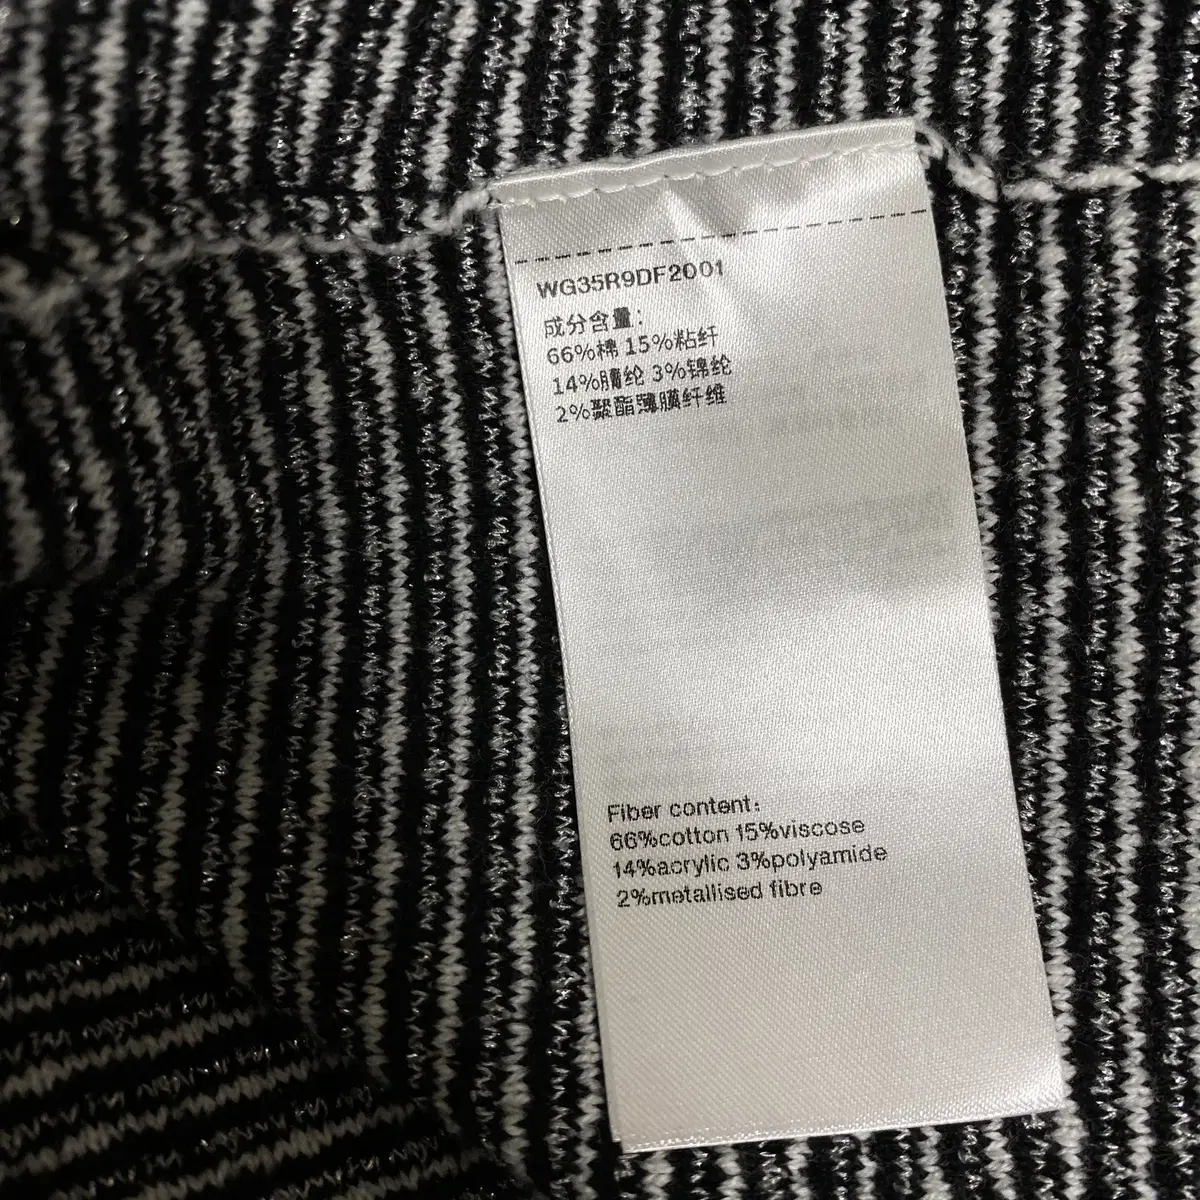 WG35R9DF2001
成分含量：
66%棉 15%粘纤
14%腈纶 3%锦纶
2%聚酯薄膜纤维
Fiber content:
66%cotton 15%viscose
14%acrylic 3%polyamide
2%metallised fibre